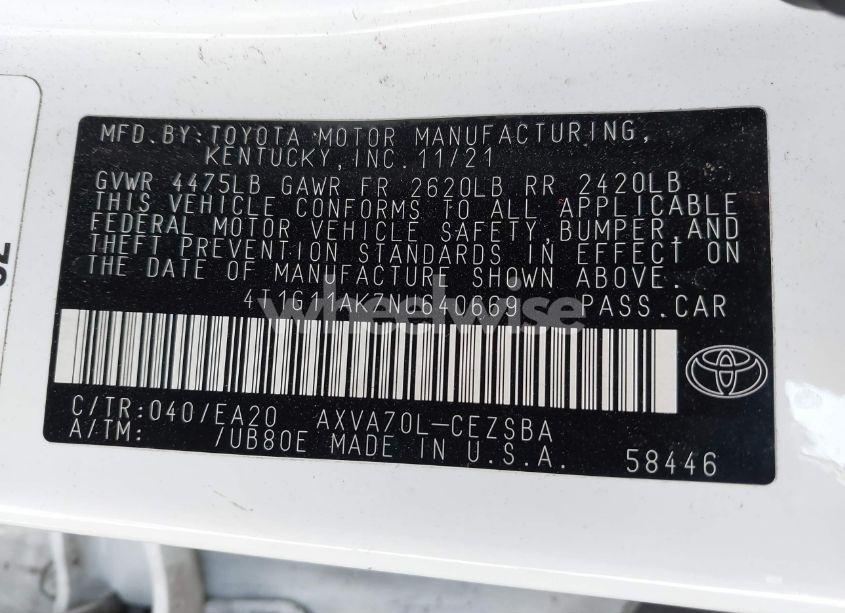 MFD.BY:TOYOTA MOTOR MANUFACTURING,
KENTUCKY,INC.11/21
GVWR 4475LB GAWR FR 2620LB RR 2420LB
THIS VEHICLE CONFORMS TO ALL APPLICABLE
FEDERAL MOTOR VEHICLE SAFETY,BUMPER,AND
THEFT PREVENTION STANDARDS IN EFFECT ON
THE DATE OF MANUFACTURE SHOWN ABOVE.
4T1G11AKZNU640669 PASS.CAR
wheelwise
C/TR:040/EA20 AXVA70L-CEZSBA
A/TM: /UB80E MADE IN U.S.A. 58446